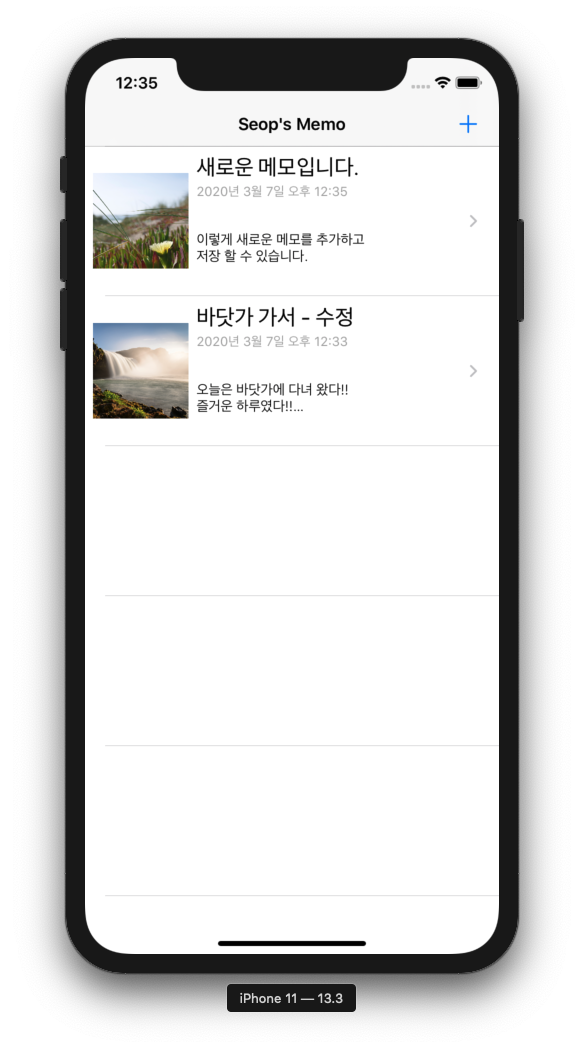 12:35
Seop's Memo
새로운 메모입니다.
2020년 3월 7일 오후 12:35
이렇게 새로운 메모를 추가하고
저장 할 수 있습니다.
바닷가 가서 - 수정
2020년 3월 7일 오후 12:33
오늘은 바닷가에 다녀 왔다!!
즐거운 하루였다!!...
iPhone 11 — 13.3